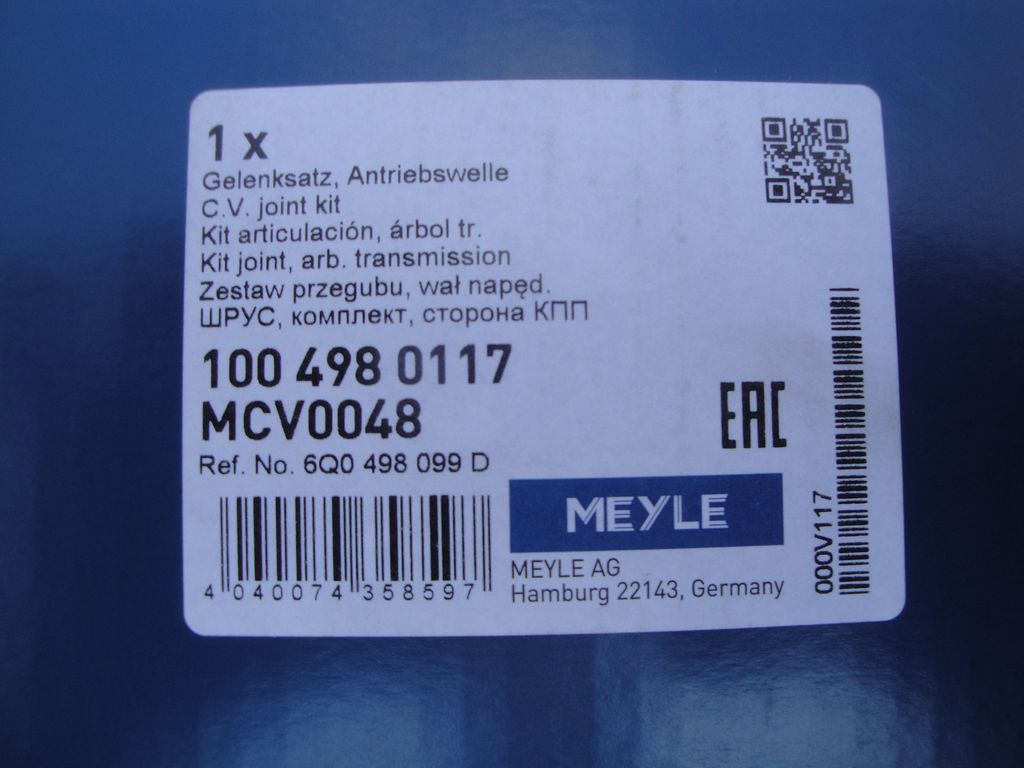 1 x
Gelenksatz, Antriebswelle
C.V. joint kit
Kit articulación, árbol tr.
Kit joint, arb. transmission
Zestaw przegubu, wał napęd.
ШРУС, комплект, сторона КПП
100 498 0117
MCV0048
Ref. No. 6Q0 498 099 D
4 040074 358597
EAC
MEYLE
MEYLE AG
Hamburg 22143, Germany
000V117